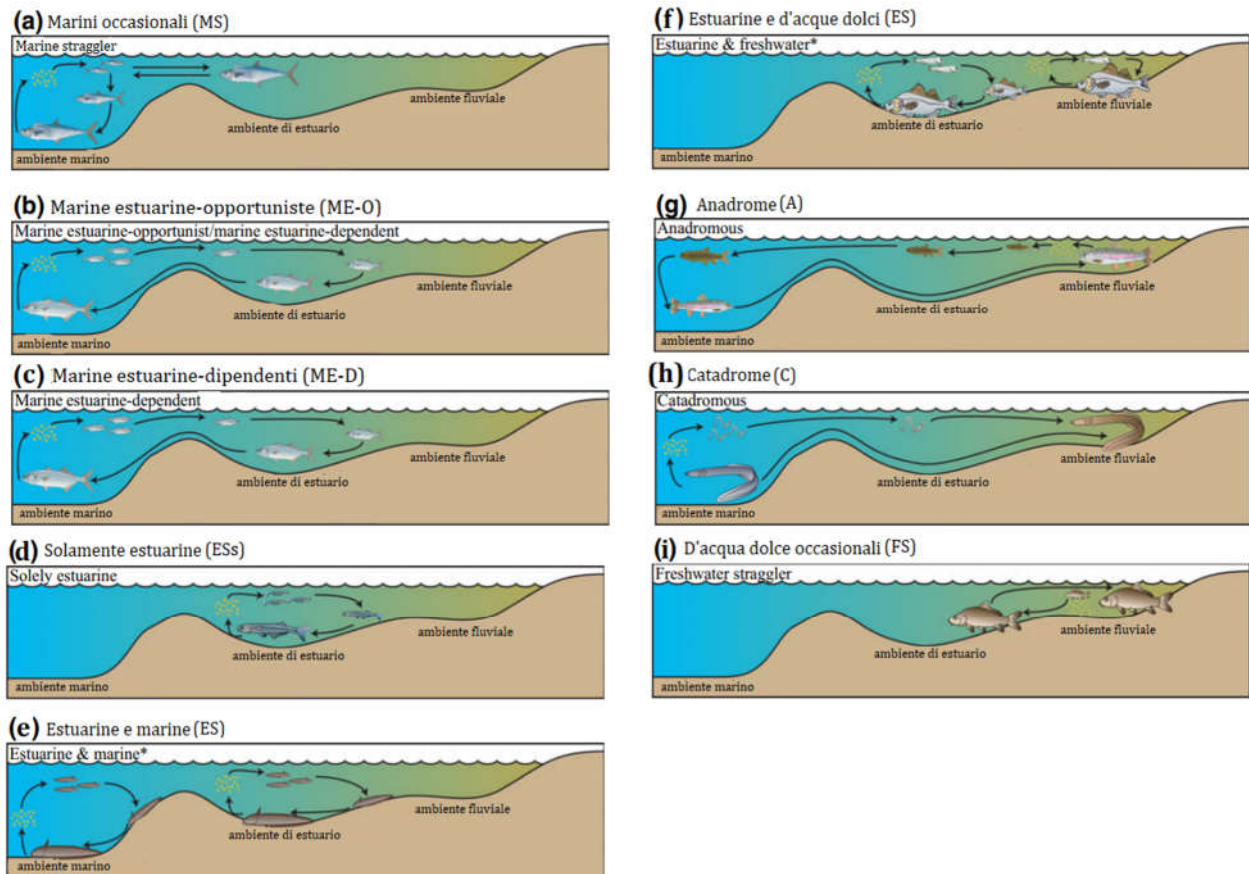 (a) Marini occasionali (MS)
Marine straggler
ambiente fluviale
ambiente di estuario
ambiente marino
(b) Marine estuarine-opportuniste (ME-O)
Marine estuarine-opportunist/marine estuarine-dependent
ambiente fluviale
ambiente di estuario
ambiente marino
(c) Marine estuarine-dipendenti (ME-D)
Marine estuarine-dependent
ambiente fluviale
ambiente di estuario
ambiente marino
(d) Solamente estuarine (ESs)
Solely estuarine
ambiente fluviale
ambiente di estuario
ambiente marino
(e) Estuarine e marine (ES)
Estuarine & marine*
ambiente fluviale
ambiente di estuario
ambiente marino
(f) Estuarine e d'acque dolci (ES)
Estuarine & freshwater*
ambiente fluviale
ambiente di estuario
ambiente marino
(g) Anadrome (A)
Anadromous
ambiente fluviale
ambiente di estuario
ambiente marino
(h) Catadrome (C)
Catadromous
ambiente fluviale
ambiente di estuario
ambiente marino
(i) D'acqua dolce occasionali (FS)
Freshwater straggler
ambiente fluviale
ambiente di estuario
ambiente marino